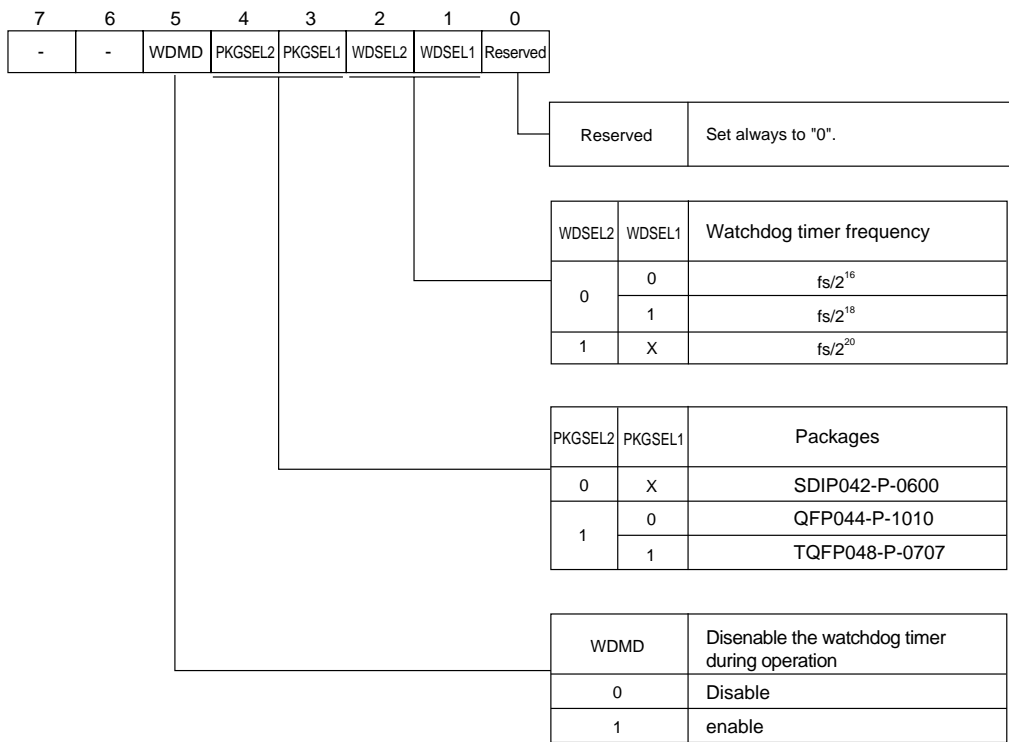 7 6 5 4 3 2 1 0
- - WDMD PKGSEL2 PKGSEL1 WDSEL2 WDSEL1 Reserved
Reserved Set always to "0".
WDSEL2 WDSEL1 Watchdog timer frequency
0 0 fs/2^16
1 fs/2^18
1 X fs/2^20
PKGSEL2 PKGSEL1 Packages
0 X SDIP042-P-0600
1 0 QFP044-P-1010
1 TQFP048-P-0707
WDMD Disenable the watchdog timer
during operation
0 Disable
1 enable